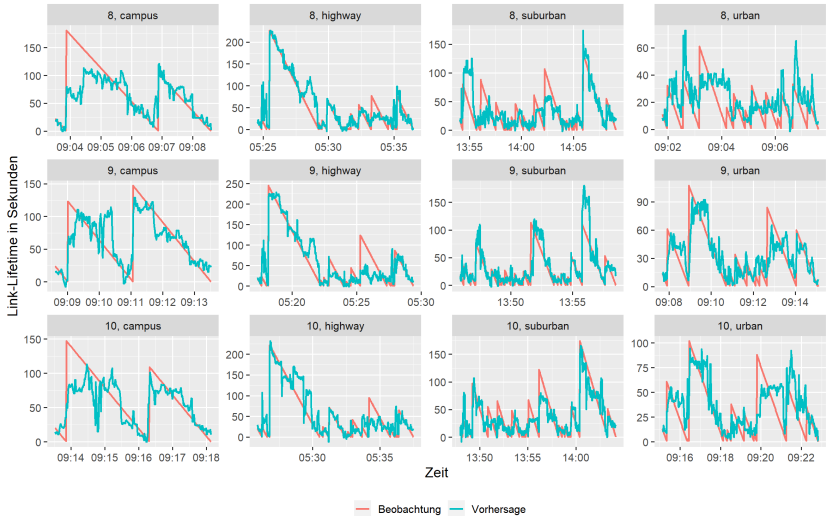 8, campus
8, highway
8, suburban
8, urban
150
100
50
0
09:04 09:05 09:06 09:07 09:08
200
150
100
50
0
05:25 05:30 05:35
150
100
50
0
13:55 14:00 14:05
80
60
40
20
0
09:02 09:04 09:06
9, campus
9, highway
9, suburban
9, urban
150
100
50
0
09:09 09:10 09:11 09:12 09:13
250
200
150
100
50
0
05:20 05:25 05:30
150
100
50
0
13:50 13:55
90
60
30
0
09:08 09:10 09:12 09:14
10, campus
10, highway
10, suburban
10, urban
150
100
50
0
09:14 09:15 09:16 09:17 09:18
200
150
100
50
0
05:30 05:35
150
100
50
0
13:50 13:55 14:00
100
75
50
25
0
09:16 09:18 09:20 09:22
Link-Lifetime in Sekunden
Zeit
Beobachtung Vorhersage